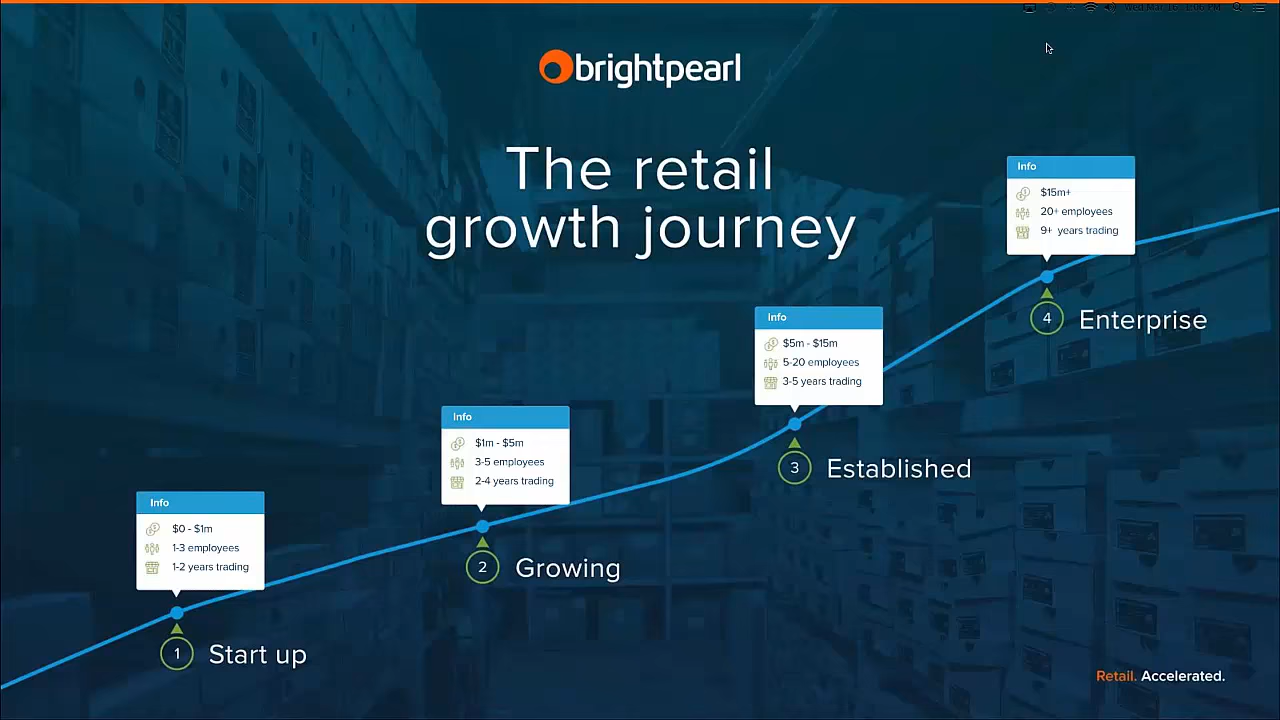 brightpearl
The retail
growth journey
Info
$15m+
20+ employees
9+ years trading
4
Enterprise
Info
$5m - $15m
5-20 employees
3-5 years trading
3
Established
Info
$1m - $5m
3-5 employees
2-4 years trading
2
Growing
Info
$0 - $1m
1-3 employees
1-2 years trading
1
Start up
Retail. Accelerated.